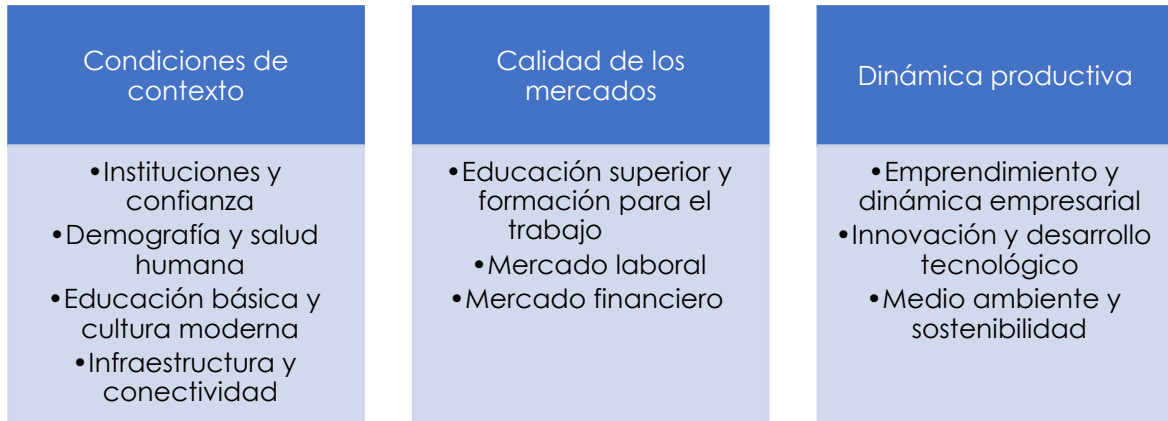 Condiciones de
contexto
•Instituciones y
confianza
•Demografía y salud
humana
•Educación básica y
cultura moderna
•Infraestructura y
conectividad
Calidad de los
mercados
•Educación superior y
formación para el
trabajo
•Mercado laboral
•Mercado financiero
Dinámica productiva
•Emprendimiento y
dinámica empresarial
•Innovación y desarrollo
tecnológico
•Medio ambiente y
sostenibilidad